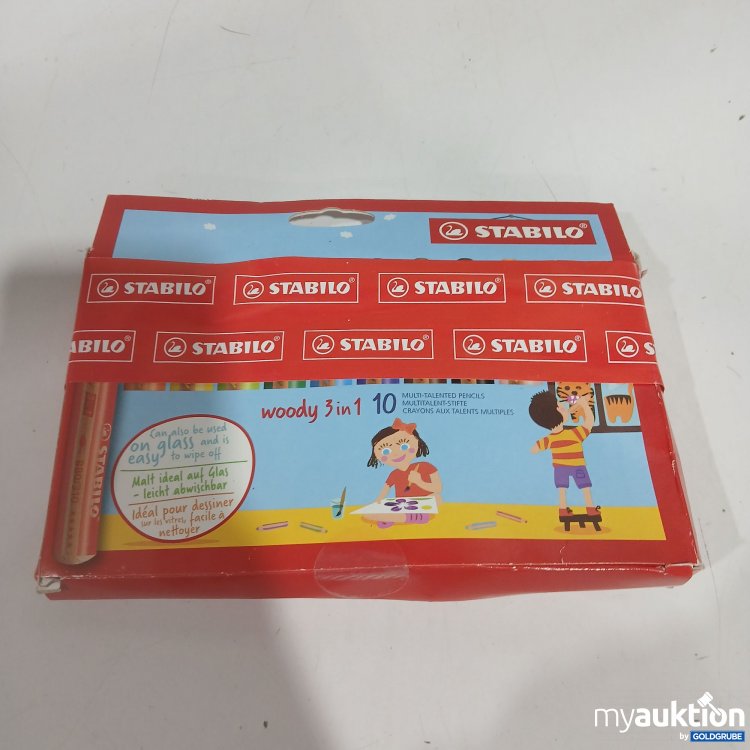 STABILO®
STABILO® STABILO® STABILO® STABILO
ABILO® STABILO® STABILO® STABILO® S
woody 3 in 1 10
MULTI-TALENTED PENCILS
MULTITALENT-STIFTE
CRAYONS AUX TALENTS MULTIPLES
Can also be used
on glass and is
easy to wipe off
Malt ideal auf Glas
- leicht abwischbar
Idéal pour dessiner
sur les vitres, facile à
nettoyer
STABILO
myauktion
by GOLDGRUBE